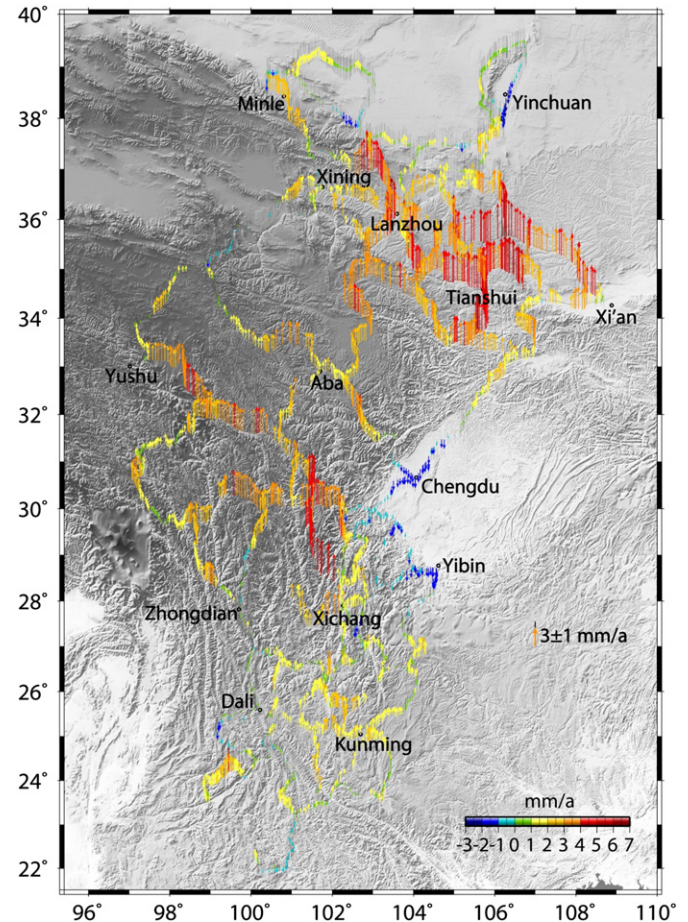 40°
Minle
Yinchuan
38°
Xining
36°
Lanzhou
Tianshui
34°
Xi'an
Yushu
Aba
32°
Chengdu
30°
Yibin
28°
Zhongdian
Xichang
3±1 mm/a
26°
Dali
Kunming
24°
mm/a
-3 -2 -1 0 1 2 3 4 5 6 7
22°
96° 98° 100° 102° 104° 106° 108° 110°